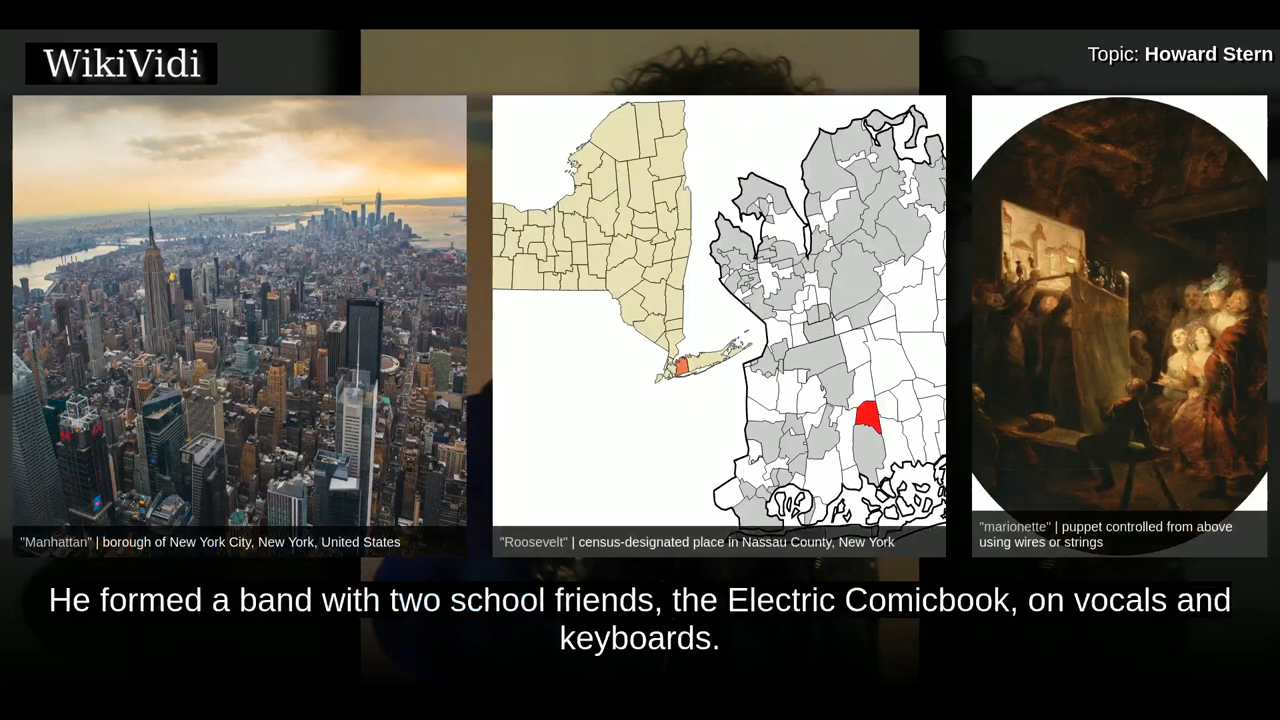 WikiVidi
Topic: Howard Stern
"Manhattan" | borough of New York City, New York, United States
"Roosevelt" | census-designated place in Nassau County, New York
"marionette" | puppet controlled from above
using wires or strings
He formed a band with two school friends, the Electric Comicbook, on vocals and
keyboards.